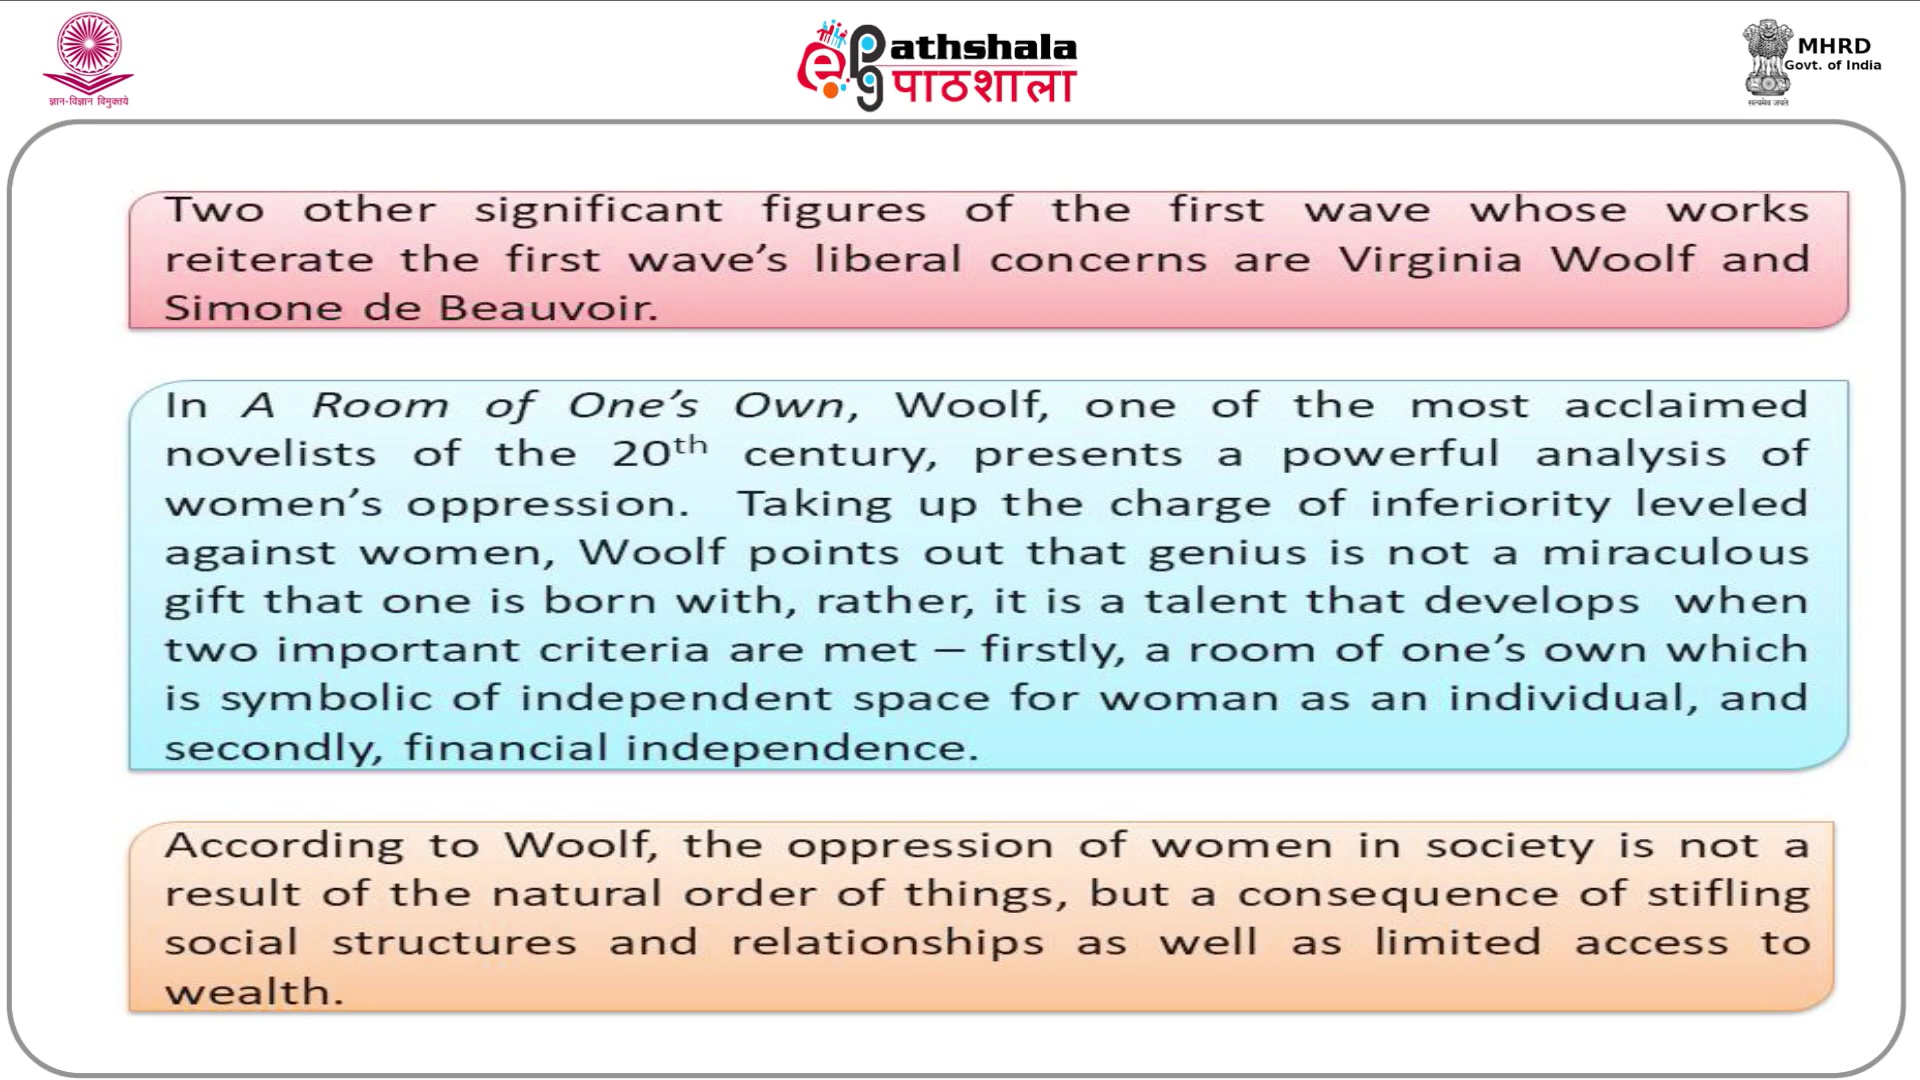 ज्ञान-विज्ञान विमुक्तये
ePGathshala
पाठशाला
MHRD
Govt. of India
सत्यमेव जयते
Two other significant figures of the first wave whose works
reiterate the first wave’s liberal concerns are Virginia Woolf and
Simone de Beauvoir.
In A Room of One’s Own, Woolf, one of the most acclaimed
novelists of the 20th century, presents a powerful analysis of
women’s oppression. Taking up the charge of inferiority leveled
against women, Woolf points out that genius is not a miraculous
gift that one is born with, rather, it is a talent that develops when
two important criteria are met – firstly, a room of one’s own which
is symbolic of independent space for woman as an individual, and
secondly, financial independence.
According to Woolf, the oppression of women in society is not a
result of the natural order of things, but a consequence of stifling
social structures and relationships as well as limited access to
wealth.